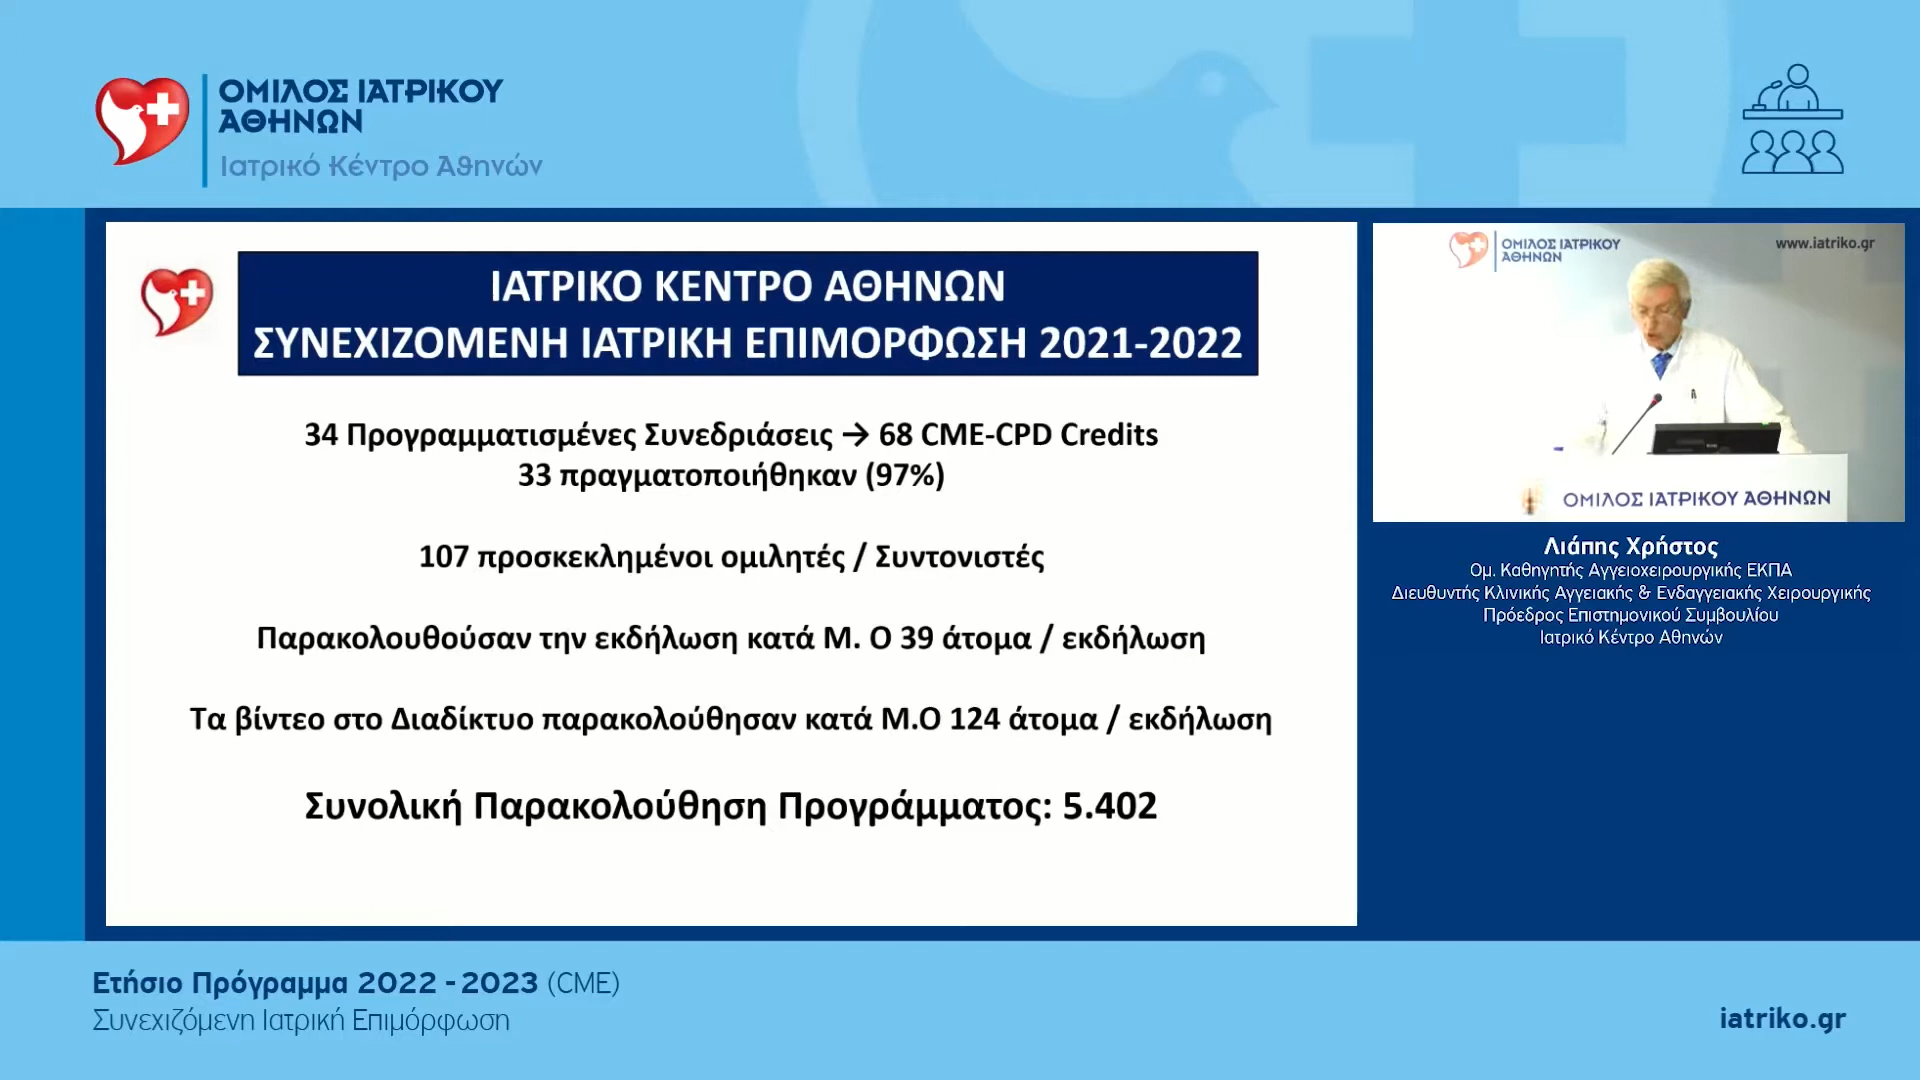 ΟΜΙΛΟΣ ΙΑΤΡΙΚΟΥ
ΑΘΗΝΩΝ
Ιατρικό Κέντρο Αθηνών
ΙΑΤΡΙΚΟ ΚΕΝΤΡΟ ΑΘΗΝΩΝ
ΣΥΝΕΧΙΖΟΜΕΝΗ ΙΑΤΡΙΚΗ ΕΠΙΜΟΡΦΩΣΗ 2021-2022
34 Προγραμματισμένες Συνεδριάσεις → 68 CME-CPD Credits
33 πραγματοποιήθηκαν (97%)
107 προσκεκλημένοι ομιλητές / Συντονιστές
Παρακολουθούσαν την εκδήλωση κατά Μ. Ο 39 άτομα / εκδήλωση
Τα βίντεο στο Διαδίκτυο παρακολούθησαν κατά Μ.Ο 124 άτομα / εκδήλωση
Συνολική Παρακολούθηση Προγράμματος: 5.402
ΟΜΙΛΟΣ ΙΑΤΡΙΚΟΥ
ΑΘΗΝΩΝ
www.iatriko.gr
ΟΜΙΛΟΣ ΙΑΤΡΙΚΟΥ ΑΘΗΝΩΝ
Λιάπης Χρήστος
Ομ. Καθηγητής Αγγειοχειρουργικής ΕΚΠΑ
Διευθυντής Κλινικής Αγγειακής & Ενδαγγειακής Χειρουργικής
Πρόεδρος Επιστημονικού Συμβουλίου
Ιατρικό Κέντρο Αθηνών
Ετήσιο Πρόγραμμα 2022 - 2023 (CME)
Συνεχιζόμενη Ιατρική Επιμόρφωση
iatriko.gr